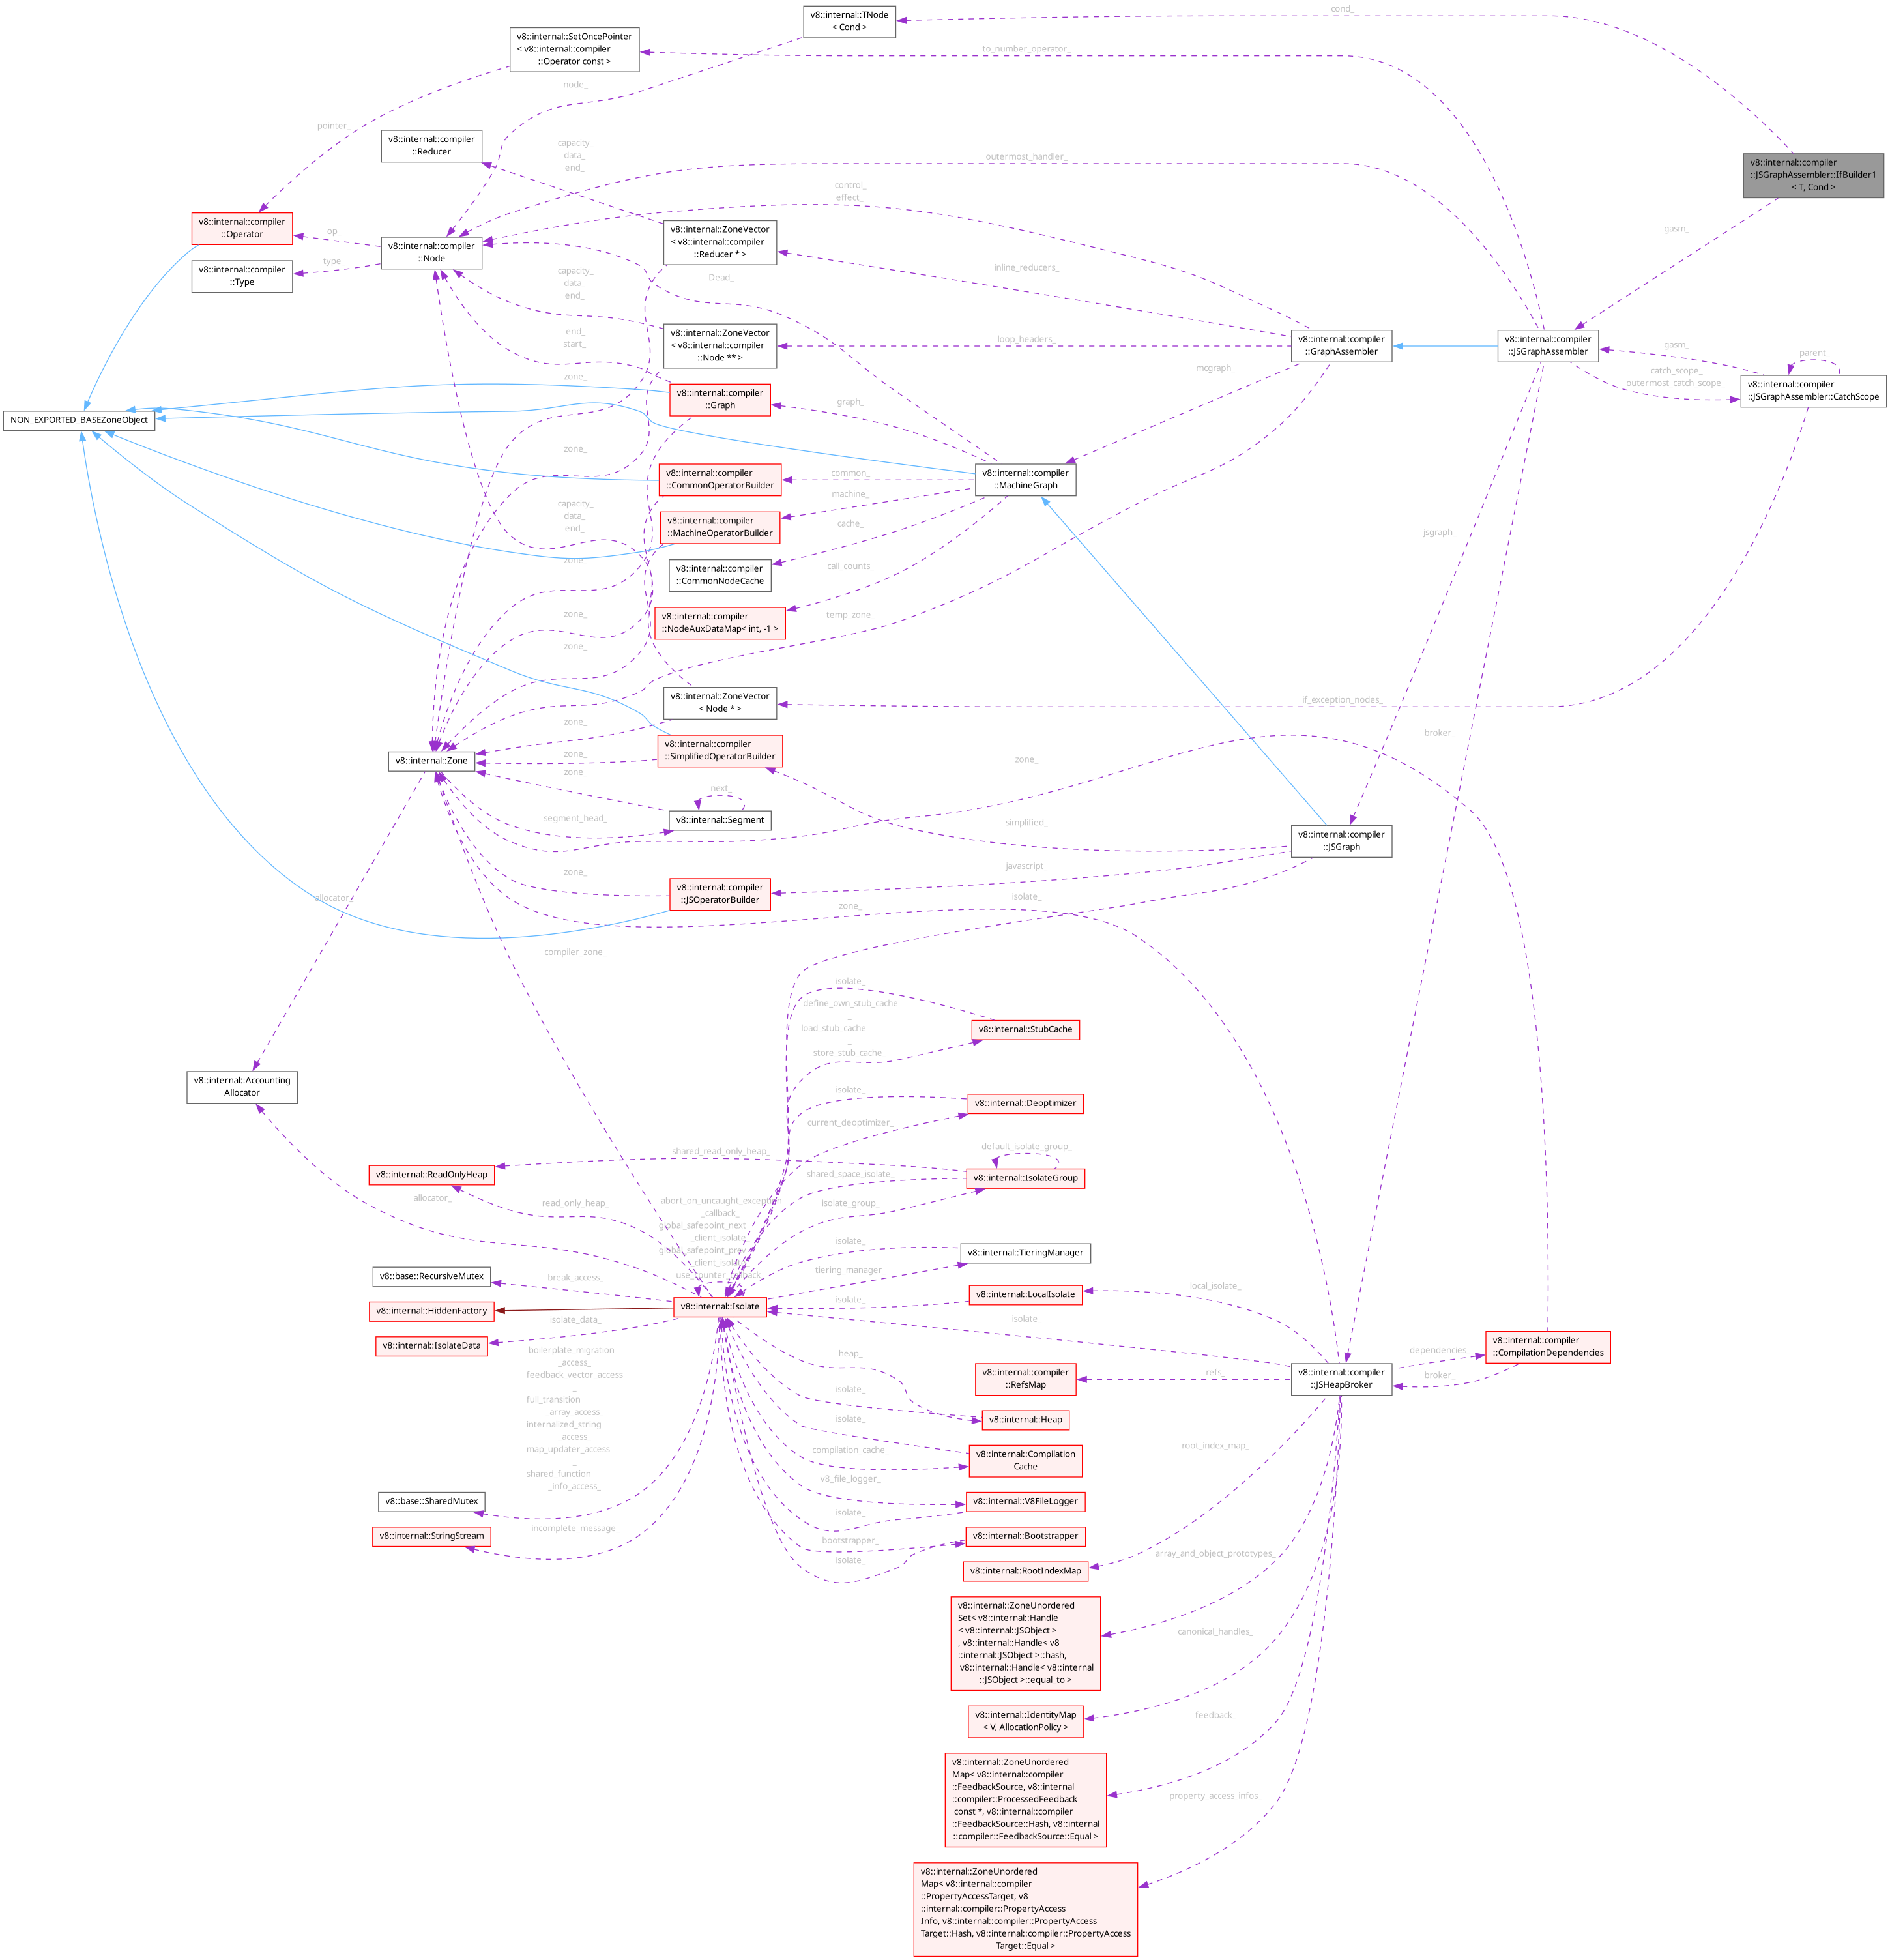 v8::internal::TNode
< Cond >
cond_
v8::internal::SetOncePointer
< v8::internal::compiler
::Operator const >
to_number_operator_
node_
pointer_
v8::internal::compiler
::Reducer
capacity_
data_
end_
outermost_handler_
v8::internal::compiler
::JSGraphAssembler::IfBuilder1
< T, Cond >
control_
effect_
v8::internal::compiler
::Operator
op_
v8::internal::compiler
::Node
v8::internal::ZoneVector
< v8::internal::compiler
::Reducer * >
gasm_
v8::internal::compiler
::Type
type_
capacity_
data_
end_
Dead_
inline_reducers_
end_
start_
v8::internal::ZoneVector
< v8::internal::compiler
::Node ** >
loop_headers_
v8::internal::compiler
::GraphAssembler
v8::internal::compiler
::JSGraphAssembler
gasm_
parent_
catch_scope_
outermost_catch_scope_
v8::internal::compiler
::JSGraphAssembler::CatchScope
mcgraph_
zone_
v8::internal::compiler
::Graph
graph_
NON_EXPORTED_BASEZoneObject
zone_
v8::internal::compiler
::CommonOperatorBuilder
common_
v8::internal::compiler
::MachineGraph
machine_
capacity_
data_
end_
v8::internal::compiler
::MachineOperatorBuilder
cache_
jsgraph_
zone_
v8::internal::compiler
::CommonNodeCache
call_counts_
zone_
v8::internal::compiler
::NodeAuxDataMap< int, -1 >
temp_zone_
zone_
v8::internal::ZoneVector
< Node * >
if_exception_nodes_
zone_
broker_
v8::internal::compiler
::SimplifiedOperatorBuilder
zone_
v8::internal::Zone
zone_
zone_
next_
segment_head_
v8::internal::Segment
simplified_
v8::internal::compiler
::JSGraph
zone_
javascript_
v8::internal::compiler
::JSOperatorBuilder
allocator_
isolate_
zone_
compiler_zone_
isolate_
define_own_stub_cache
_
load_stub_cache
_
store_stub_cache_
v8::internal::StubCache
v8::internal::Accounting
Allocator
isolate_
v8::internal::Deoptimizer
current_deoptimizer_
shared_read_only_heap_
default_isolate_group_
v8::internal::ReadOnlyHeap
shared_space_isolate_
v8::internal::IsolateGroup
allocator_
read_only_heap_
abort_on_uncaught_exception
_callback_
global_safepoint_next
_client_isolate_
global_safepoint_prev
_client_isolate_
use_counter_callback_
isolate_group_
isolate_
v8::internal::TieringManager
v8::base::RecursiveMutex
break_access_
tiering_manager_
local_isolate_
v8::internal::HiddenFactory
v8::internal::Isolate
isolate_
v8::internal::LocalIsolate
isolate_
isolate_data_
v8::internal::IsolateData
heap_
v8::internal::compiler
::RefsMap
refs_
v8::internal::compiler
::JSHeapBroker
dependencies_
broker_
v8::internal::compiler
::CompilationDependencies
boilerplate_migration
_access_
feedback_vector_access
_
full_transition
_array_access_
internalized_string
_access_
map_updater_access
_
shared_function
_info_access_
isolate_
v8::internal::Heap
isolate_
compilation_cache_
v8::internal::Compilation
Cache
root_index_map_
v8_file_logger_
v8::internal::V8FileLogger
v8::base::SharedMutex
isolate_
incomplete_message_
v8::internal::StringStream
bootstrapper_
v8::internal::Bootstrapper
isolate_
array_and_object_prototypes_
v8::internal::RootIndexMap
v8::internal::ZoneUnordered
Set< v8::internal::Handle
< v8::internal::JSObject >
, v8::internal::Handle< v8
::internal::JSObject >::hash,
v8::internal::Handle< v8::internal
::JSObject >::equal_to >
canonical_handles_
v8::internal::IdentityMap
< V, AllocationPolicy >
feedback_
v8::internal::ZoneUnordered
Map< v8::internal::compiler
::FeedbackSource, v8::internal
::compiler::ProcessedFeedback
const *, v8::internal::compiler
::FeedbackSource::Hash, v8::internal
::compiler::FeedbackSource::Equal >
property_access_infos_
v8::internal::ZoneUnordered
Map< v8::internal::compiler
::PropertyAccessTarget, v8
::internal::compiler::PropertyAccess
Info, v8::internal::compiler::PropertyAccess
Target::Hash, v8::internal::compiler::PropertyAccess
Target::Equal >